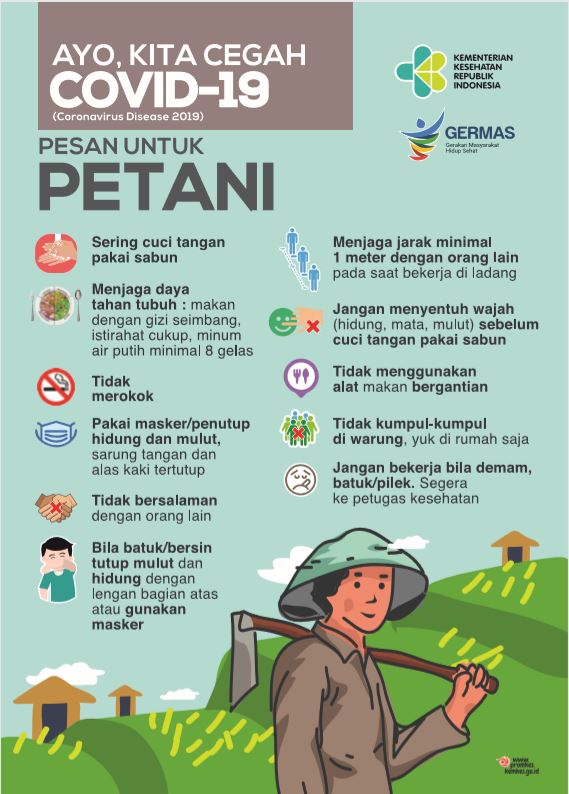 AYO, KITA CEGAH
COVID-19
(Coronavirus Disease 2019)
KEMENTERIAN
KESEHATAN
REPUBLIK
INDONESIA
GERMAS
Gerakan Masyarakat
Hidup Sehat
PESAN UNTUK
PETANI
Sering cuci tangan
pakai sabun
Menjaga daya
tahan tubuh : makan
dengan gizi seimbang,
istirahat cukup, minum
air putih minimal 8 gelas
Tidak
merokok
Pakai masker/penutup
hidung dan mulut,
sarung tangan dan
alas kaki tertutup
Tidak bersalaman
dengan orang lain
Bila batuk/bersin
tutup mulut dan
hidung dengan
lengan bagian atas
atau gunakan
masker
Menjaga jarak minimal
1 meter dengan orang lain
pada saat bekerja di ladang
Jangan menyentuh wajah
(hidung, mata, mulut) sebelum
cuci tangan pakai sabun
Tidak menggunakan
alat makan bergantian
Tidak kumpul-kumpul
di warung, yuk di rumah saja
Jangan bekerja bila demam,
batuk/pilek. Segera
ke petugas kesehatan
www.
promkes.
kemkes.go.id